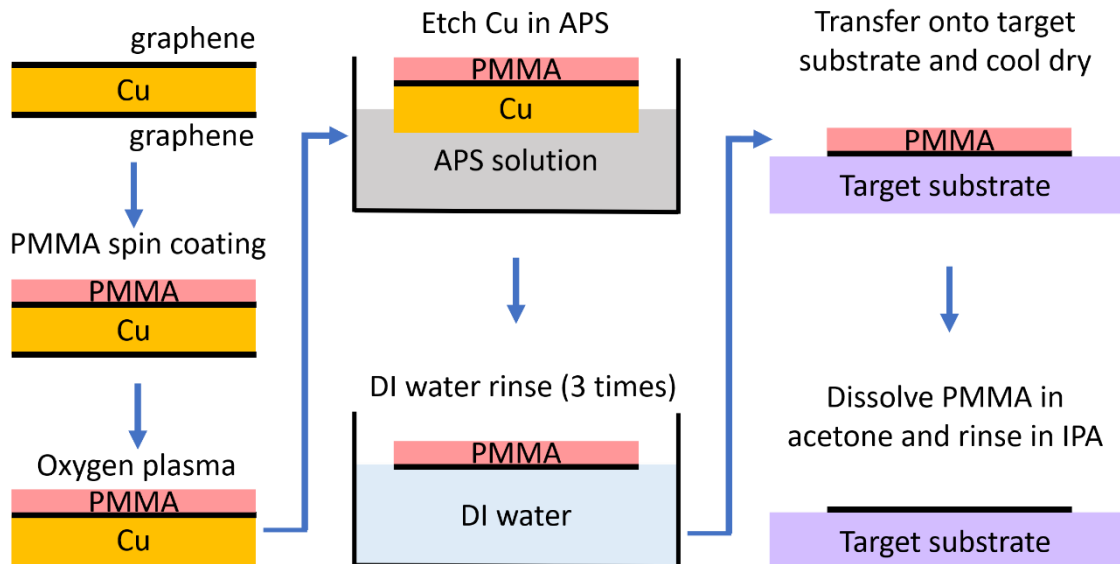 graphene
Cu
graphene
PMMA spin coating
PMMA
Cu
Oxygen plasma
PMMA
Cu
Etch Cu in APS
PMMA
Cu
APS solution
DI water rinse (3 times)
PMMA
DI water
Transfer onto target
substrate and cool dry
PMMA
Target substrate
Dissolve PMMA in
acetone and rinse in IPA
Target substrate